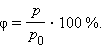 φ = p/p₀ · 100 %.